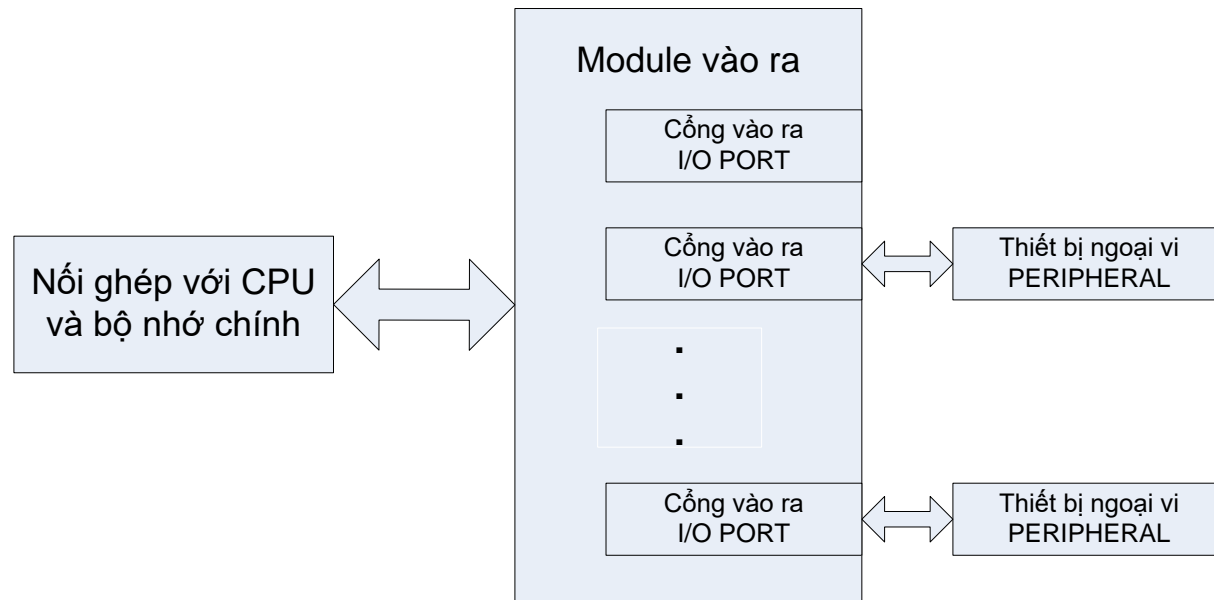 Module vào ra
Cổng vào ra
I/O PORT
Cổng vào ra
I/O PORT
Thiết bị ngoại vi
PERIPHERAL
Nối ghép với CPU
và bộ nhớ chính
.
.
.
Cổng vào ra
I/O PORT
Thiết bị ngoại vi
PERIPHERAL